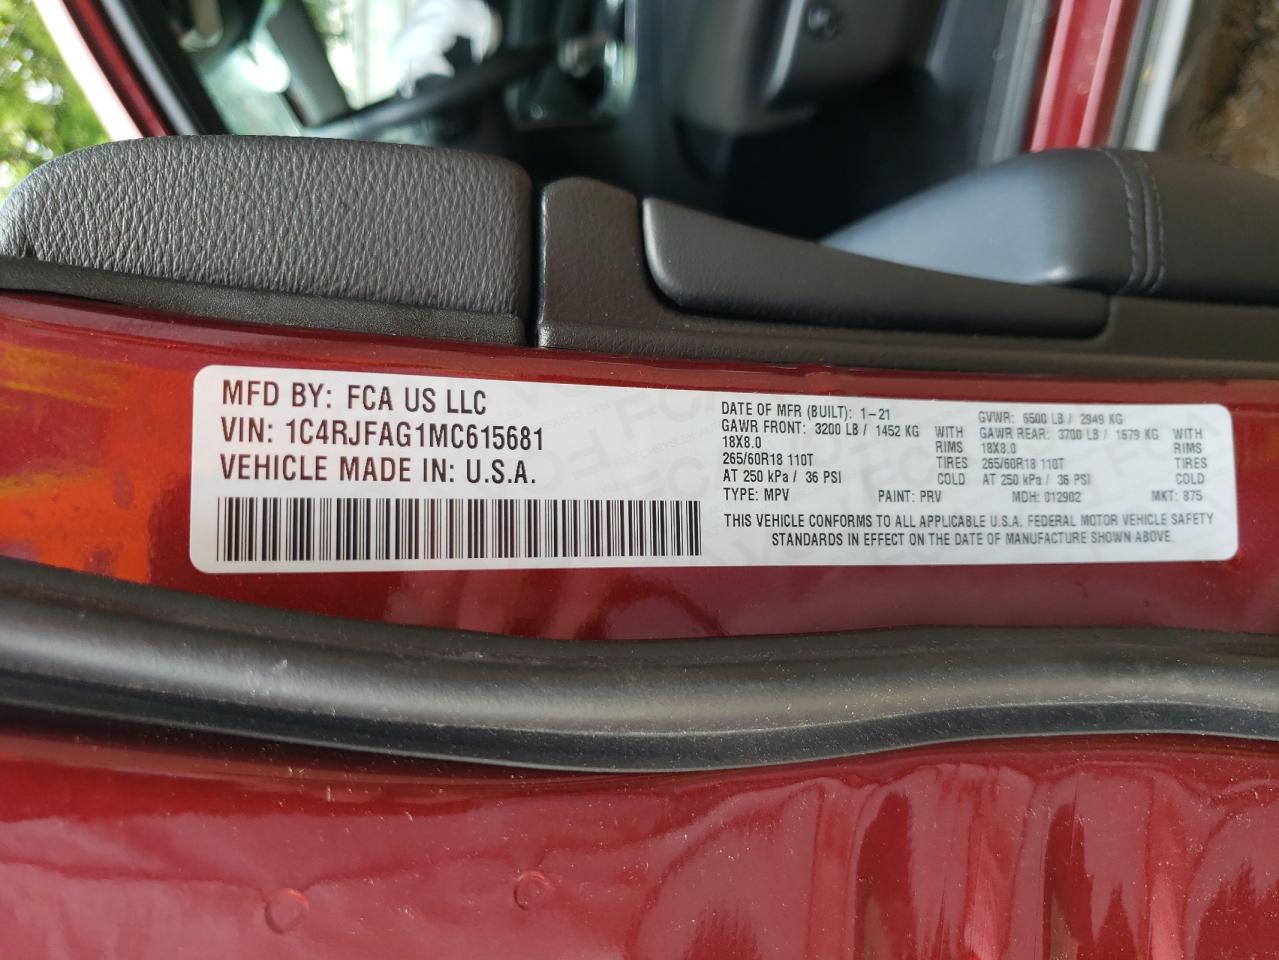 MFD BY: FCA US LLC
VIN: 1C4RJFAG1MC615681
VEHICLE MADE IN: U.S.A.
DATE OF MFR (BUILT): 1-21
GAWR FRONT: 3200 LB / 1452 KG WITH
18X8.0 RIMS
265/60R18 110T TIRES
AT 250 kPa / 36 PSI COLD
TYPE: MPV PAINT: PRV
GVWR: 6500 LB / 2949 KG
GAWR REAR: 3700 LB / 1679 KG WITH
18X8.0 RIMS
265/60R18 110T TIRES
AT 250 kPa / 36 PSI COLD
MDH: 012902 MKT: 875
THIS VEHICLE CONFORMS TO ALL APPLICABLE U.S.A. FEDERAL MOTOR VEHICLE SAFETY
STANDARDS IN EFFECT ON THE DATE OF MANUFACTURE SHOWN ABOVE.